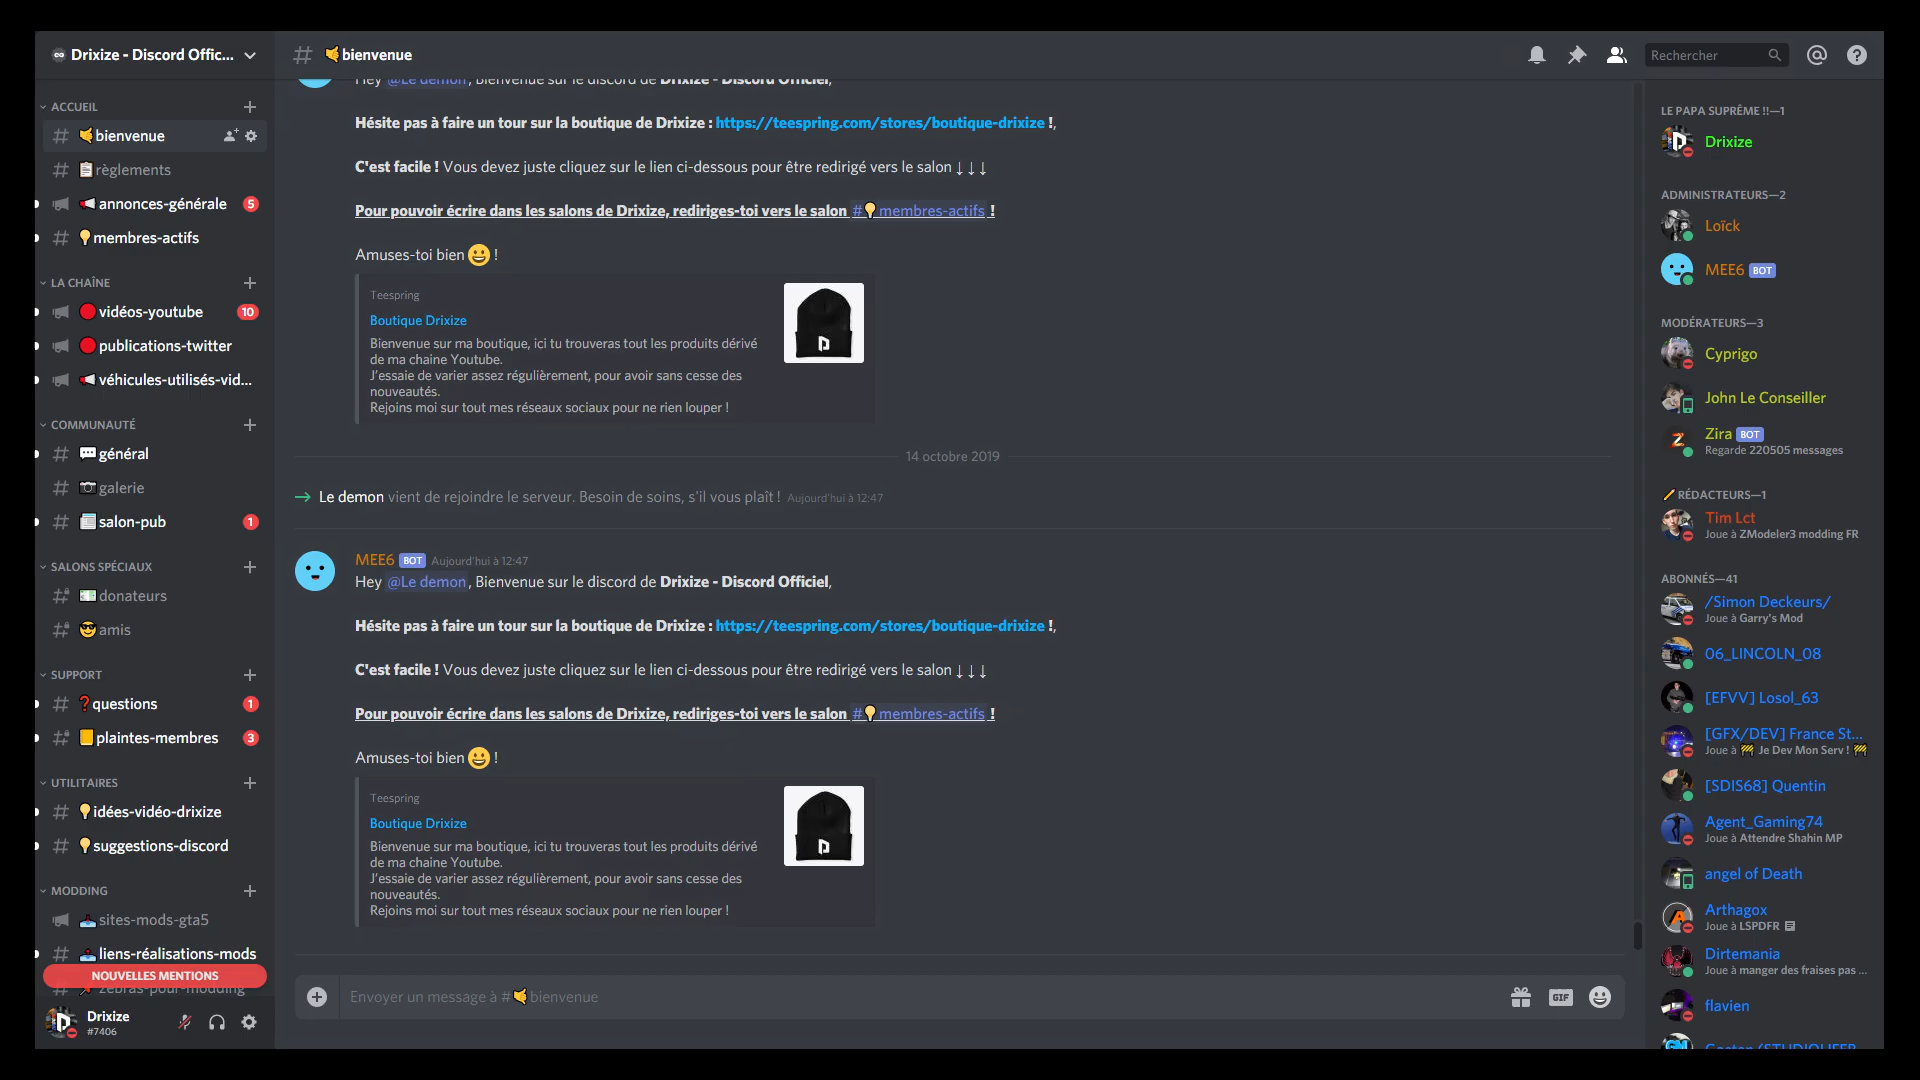 Drixize - Discord Offic...
ACCUEIL
bienvenue
règlements
annonces-générale 5
membres-actifs
LA CHAÎNE
vidéos-youtube 10
publications-twitter
véhicules-utilisés-vid...
COMMUNAUTÉ
général
galerie
salon-pub 1
SALONS SPÉCIAUX
donateurs
amis
SUPPORT
questions 1
plaintes-membres 3
UTILITAIRES
idées-vidéo-drixize
suggestions-discord
MODDING
sites-mods-gta5
liens-réalisations-mods
NOUVELLES MENTIONS
zebras-pour-modding
Drixize
#7406
# bienvenue
Rechercher
Hey @Le demon, Bienvenue sur le discord de Drixize - Discord Officiel,
Hésite pas à faire un tour sur la boutique de Drixize : https://teespring.com/stores/boutique-drixize !,
C'est facile ! Vous devez juste cliquez sur le lien ci-dessous pour être redirigé vers le salon ↓↓↓
Pour pouvoir écrire dans les salons de Drixize, rediriges-toi vers le salon #💡membres-actifs !
Amuses-toi bien 😀 !
Teespring
Boutique Drixize
Bienvenue sur ma boutique, ici tu trouveras tout les produits dérivé
de ma chaine Youtube.
J'essaie de varier assez régulièrement, pour avoir sans cesse des
nouveautés.
Rejoins moi sur tout mes réseaux sociaux pour ne rien louper !
14 octobre 2019
Le demon vient de rejoindre le serveur. Besoin de soins, s'il vous plaît ! Aujourd'hui à 12:47
MEE6 BOT Aujourd'hui à 12:47
Hey @Le demon, Bienvenue sur le discord de Drixize - Discord Officiel,
Hésite pas à faire un tour sur la boutique de Drixize : https://teespring.com/stores/boutique-drixize !,
C'est facile ! Vous devez juste cliquez sur le lien ci-dessous pour être redirigé vers le salon ↓↓↓
Pour pouvoir écrire dans les salons de Drixize, rediriges-toi vers le salon #💡membres-actifs !
Amuses-toi bien 😀 !
Teespring
Boutique Drixize
Bienvenue sur ma boutique, ici tu trouveras tout les produits dérivé
de ma chaine Youtube.
J'essaie de varier assez régulièrement, pour avoir sans cesse des
nouveautés.
Rejoins moi sur tout mes réseaux sociaux pour ne rien louper !
Envoyer un message à #bienvenue
GIF
LE PAPA SUPRÊME !!—1
Drixize
ADMINISTRATEURS—2
Loïck
MEE6 BOT
MODÉRATEURS—3
Cyprigo
John Le Conseiller
Zira BOT
Regarde 220505 messages
RÉDACTEURS—1
Tim Lct
Joue à ZModeler3 modding FR
ABONNÉS—41
/Simon Deckeurs/
Joue à Garry's Mod
06_LINCOLN_08
[EFVV] Losol_63
[GFX/DEV] France St...
Joue à 🚧 Je Dev Mon Serv ! 🚧
[SDIS68] Quentin
Agent_Gaming74
Joue à Attendre Shahin MP
angel of Death
Arthagox
Joue à LSPDFR
Dirtemania
Joue à manger des fraises pas ...
flavien